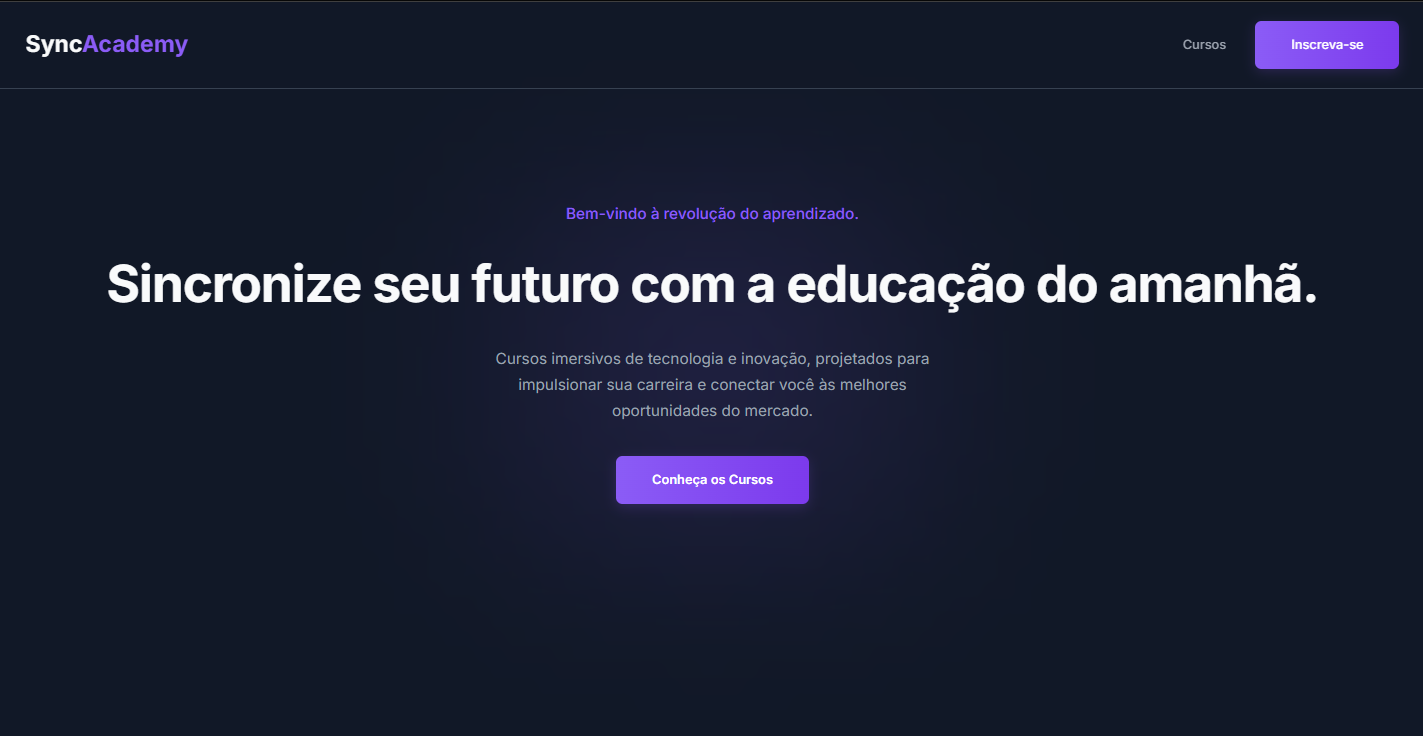 SyncAcademy
Cursos
Inscreva-se
Bem-vindo à revolução do aprendizado.
Sincronize seu futuro com a educação do amanhã.
Cursos imersivos de tecnologia e inovação, projetados para
impulsionar sua carreira e conectar você às melhores
oportunidades do mercado.
Conheça os Cursos